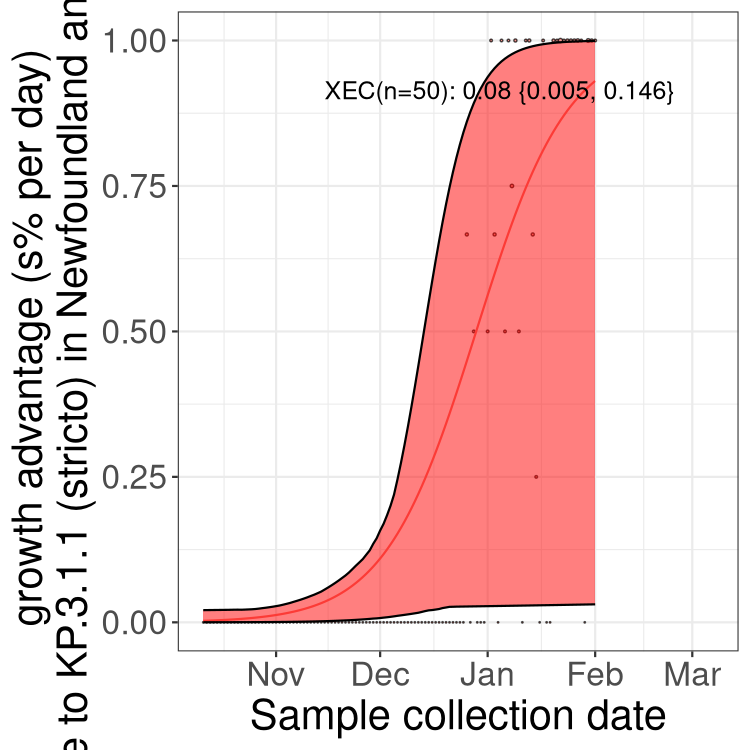 growth advantage (s% per day)
e to KP.3.1.1 (stricto) in Newfoundland an
1.00
0.75
0.50
0.25
0.00
XEC(n=50): 0.08 {0.005, 0.146}
Nov Dec Jan Feb Mar
Sample collection date